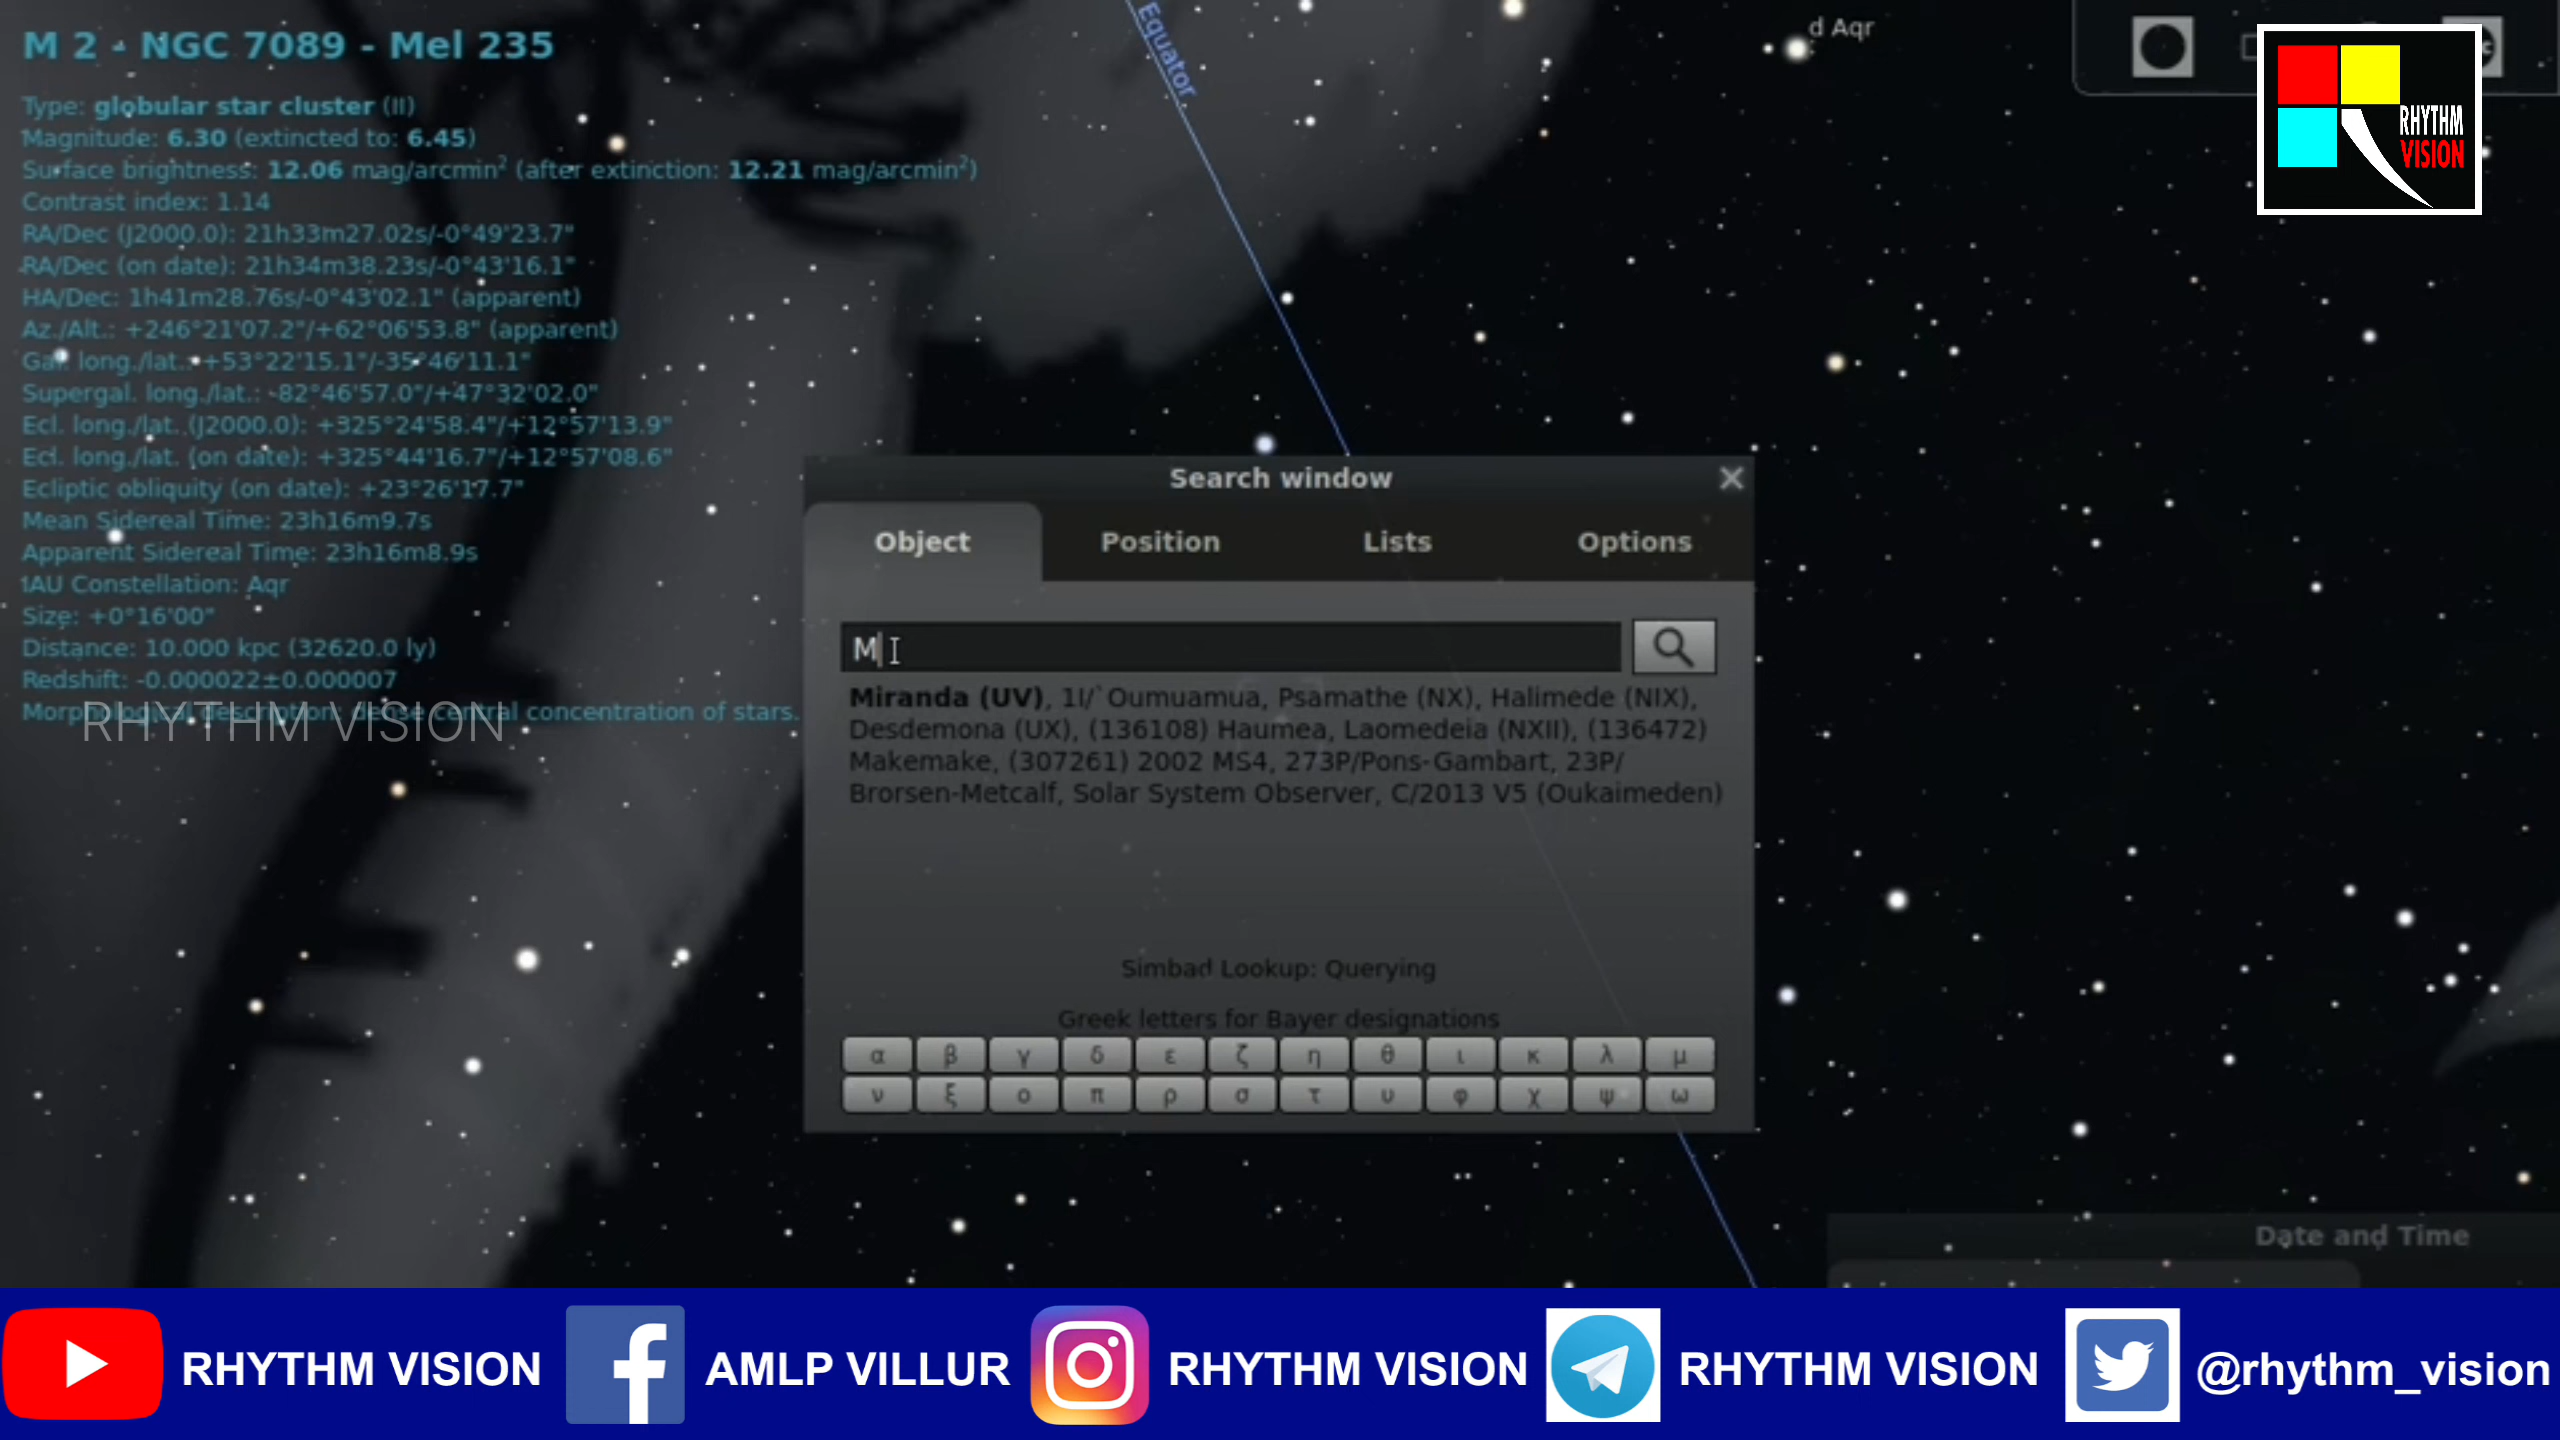 M 2 - NGC 7089 - Mel 235
Type: globular star cluster (II)
Magnitude: 6.30 (extincted to: 6.45)
Surface brightness: 12.06 mag/arcmin² (after extinction: 12.21 mag/arcmin²)
Contrast index: 1.14
RA/Dec (J2000.0): 21h33m27.02s/-0°49'23.7"
RA/Dec (on date): 21h34m38.23s/-0°43'16.1"
HA/Dec: 1h41m28.76s/-0°43'02.1" (apparent)
Az./Alt.: +246°21'07.2"/+62°06'53.8" (apparent)
Gal. long./lat.: +53°22'15.1"/-35°46'11.1"
Supergal. long./lat.: -82°46'57.0"/+47°32'02.0"
Ecl. long./lat. (J2000.0): +325°24'58.4"/+12°57'13.9"
Ecl. long./lat. (on date): +325°44'16.7"/+12°57'08.6"
Ecliptic obliquity (on date): +23°26'17.7"
Mean Sidereal Time: 23h16m9.7s
Apparent Sidereal Time: 23h16m8.9s
IAU Constellation: Aqr
Size: +0°16'00"
Distance: 10.000 kpc (32620.0 ly)
Redshift: -0.000022±0.000007
Morphological description: dense central concentration of stars.
RHYTHM VISION
Equator
d Aqr
RHYTHM
VISION
Search window
Object Position Lists Options
M
Miranda (UV), 1I/`Oumuamua, Psamathe (NX), Halimede (NIX),
Desdemona (UX), (136108) Haumea, Laomedeia (NXII), (136472)
Makemake, (307261) 2002 MS4, 273P/Pons-Gambart, 23P/
Brorsen-Metcalf, Solar System Observer, C/2013 V5 (Oukaimeden)
Simbad Lookup: Querying
Greek letters for Bayer designations
α β γ δ ε ζ η θ ι κ λ μ
ν ξ ο π ρ σ τ υ φ χ ψ ω
Date and Time
RHYTHM VISION AMLP VILLUR RHYTHM VISION RHYTHM VISION @rhythm_vision